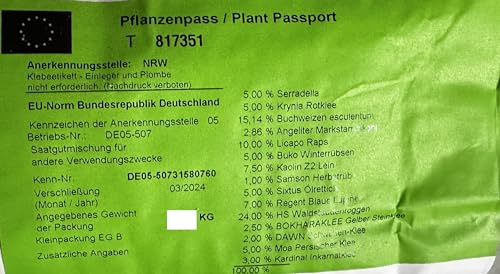 Pflanzenpass / Plant Passport
T 817351
Anerkennungsstelle: NRW
Klebeetikett - Einleger und Plombe
nicht erforderlich. (Nachdruck verboten)
EU-Norm Bundesrepublik Deutschland
Kennzeichen der Anerkennungsstelle 05
Betriebs-Nr.: DE05-507
Saatgutmischung für
andere Verwendungszwecke
Kenn-Nr. DE05-50731580760
Verschließung 03/2024
(Monat / Jahr)
Angegebenes Gewicht KG
der Packung
Kleinpackung EG B
Zusätzliche Angaben
5,00 % Serradella
5,00 % Krynia Rotklee
15,14 % Buchweizen esculentum
2,86 % Angeliter
10,00 % Licapo Raps
5,00 % Buko Winterrübsen
7,50 % Kaolin Z2 Lein
1,00 % Samson Herbstrüb
5,00 % Sixtus Ölrettich
7,00 % Regent Blaue Lupine
24,00 % HS Waldstaudenroggen
2,50 % BOKHARAKLEE Gelber Steinklee
2,00 % DAWN Schweden-Klee
5,00 % Moa Persischer Klee
3,00 % Kardinal Inkarnatklee
100,00 %